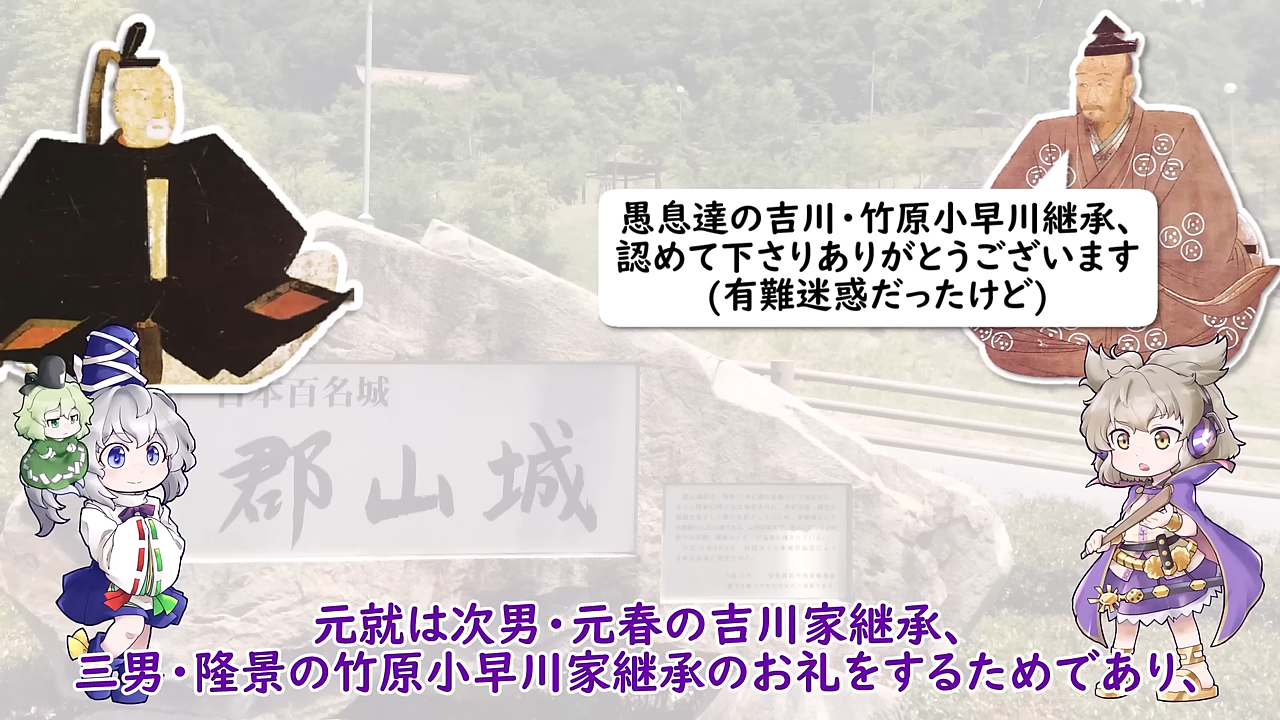 愚息達の吉川・竹原小早川継承、
認めて下さりありがとうございます
(有難迷惑だったけど)
日本百名城
郡山城
元就は次男・元春の吉川家継承、
三男・隆景の竹原小早川家継承のお礼をするためであり、